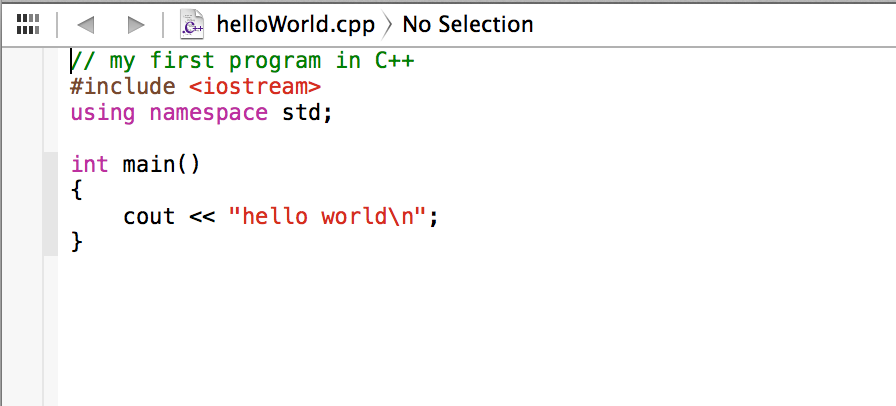 helloWorld.cpp > No Selection
// my first program in C++
#include <iostream>
using namespace std;

int main()
{
    cout << "hello world\n";
}